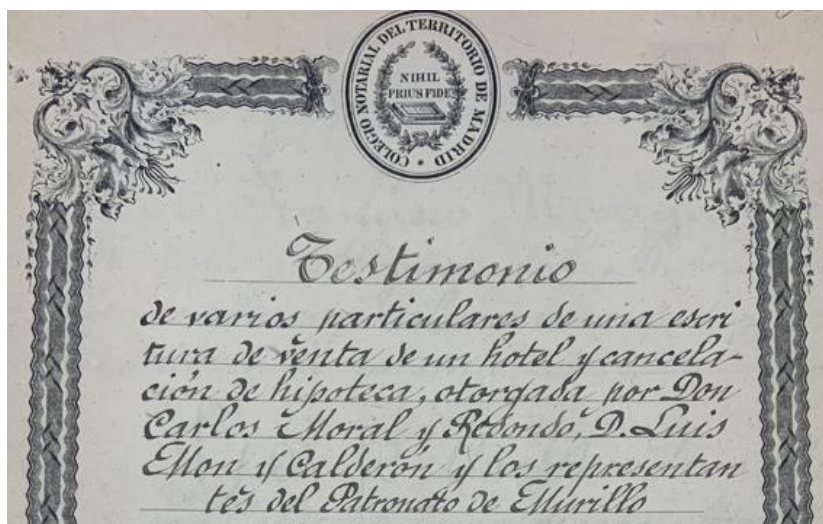 COLEGIO NOTARIAL DEL TERRITORIO DE MADRID
NIHIL
PRIUS FIDE
Testimonio
de varios particulares de una escri
tura de venta de un hotel y cancela-
ción de hipoteca, otorgada por Don
Carlos Moral y Redondo, D. Luis
Mon y Calderón y los representan
tes del Patronato de Murillo